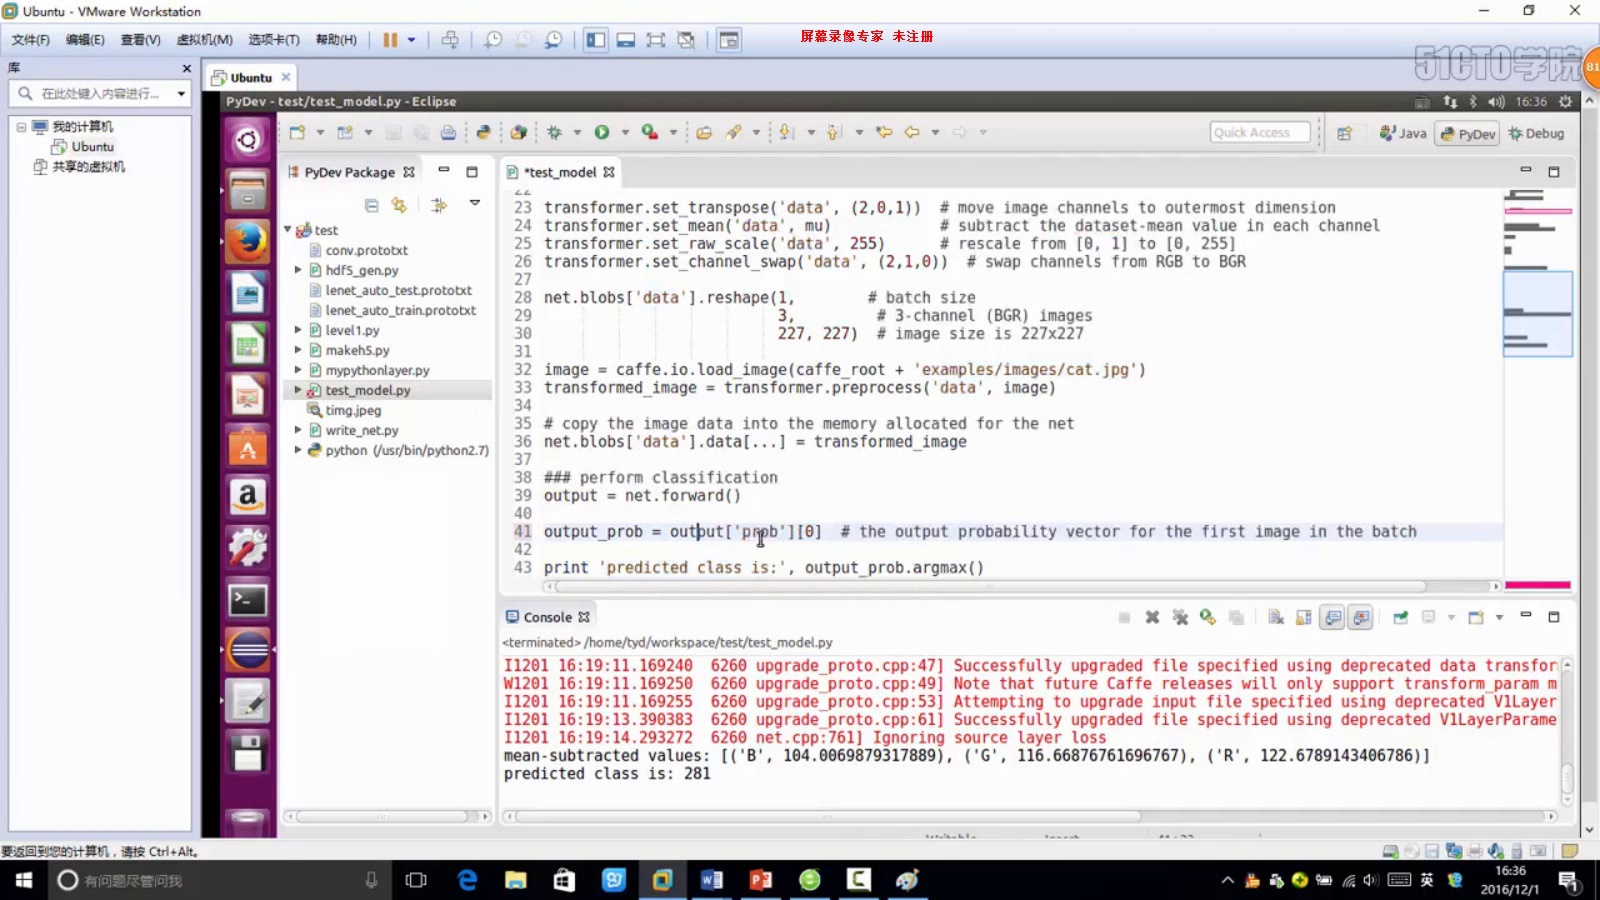 Ubuntu - VMware Workstation
文件(F) 编辑(E) 查看(V) 虚拟机(M) 选项卡(T) 帮助(H)
屏幕录像专家 未注册
51CTO学院
81
库
在此处键入内容进行...
我的计算机
Ubuntu
共享的虚拟机
Ubuntu
PyDev - test/test_model.py - Eclipse
16:36
Quick Access
Java
PyDev
Debug
PyDev Package
test
conv.prototxt
hdf5_gen.py
lenet_auto_test.prototxt
lenet_auto_train.prototxt
level1.py
makeh5.py
mypythonlayer.py
test_model.py
timg.jpeg
write_net.py
python (/usr/bin/python2.7)
*test_model
22
23 transformer.set_transpose('data', (2,0,1)) # move image channels to outermost dimension
24 transformer.set_mean('data', mu) # subtract the dataset-mean value in each channel
25 transformer.set_raw_scale('data', 255) # rescale from [0, 1] to [0, 255]
26 transformer.set_channel_swap('data', (2,1,0)) # swap channels from RGB to BGR
27
28 net.blobs['data'].reshape(1, # batch size
29 3, # 3-channel (BGR) images
30 227, 227) # image size is 227x227
31
32 image = caffe.io.load_image(caffe_root + 'examples/images/cat.jpg')
33 transformed_image = transformer.preprocess('data', image)
34
35 # copy the image data into the memory allocated for the net
36 net.blobs['data'].data[...] = transformed_image
37
38 ### perform classification
39 output = net.forward()
40
41 output_prob = output['prob'][0] # the output probability vector for the first image in the batch
42
43 print 'predicted class is:', output_prob.argmax()
Console
<terminated> /home/tyd/workspace/test/test_model.py
I1201 16:19:11.169240 6260 upgrade_proto.cpp:47] Successfully upgraded file specified using deprecated data transfor
W1201 16:19:11.169250 6260 upgrade_proto.cpp:49] Note that future Caffe releases will only support transform_param m
I1201 16:19:11.169255 6260 upgrade_proto.cpp:53] Attempting to upgrade input file specified using deprecated V1Layer
I1201 16:19:13.390383 6260 upgrade_proto.cpp:61] Successfully upgraded file specified using deprecated V1LayerParame
I1201 16:19:14.293272 6260 net.cpp:761] Ignoring source layer loss
mean-subtracted values: [('B', 104.0069879317889), ('G', 116.66876761696767), ('R', 122.6789143406786)]
predicted class is: 281
要返回到您的计算机，请按 Ctrl+Alt。
有问题尽管问我
英
16:36
2016/12/1
1